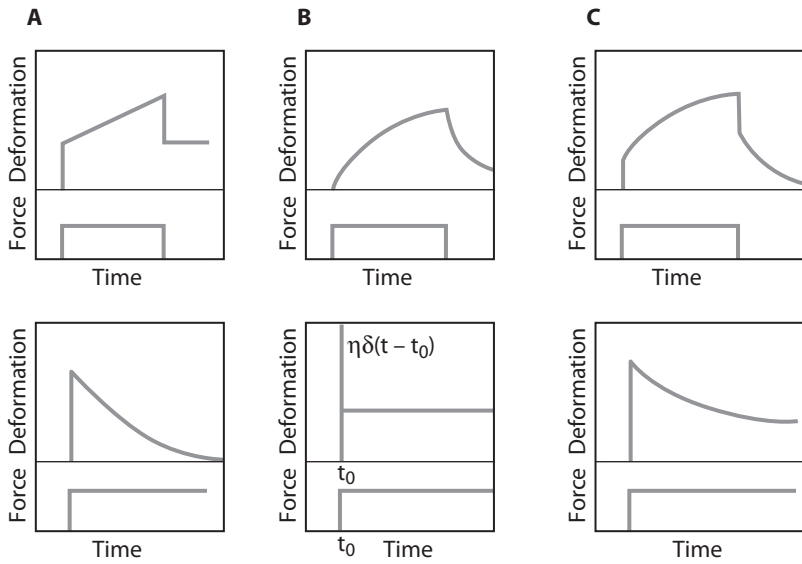 A
B
C
Deformation
Force
Time
Deformation
Force
Time
Deformation
Force
Time
Deformation
Force
Time
Deformation
Force
ηδ(t – t₀)
t₀
t₀
Time
Deformation
Force
Time